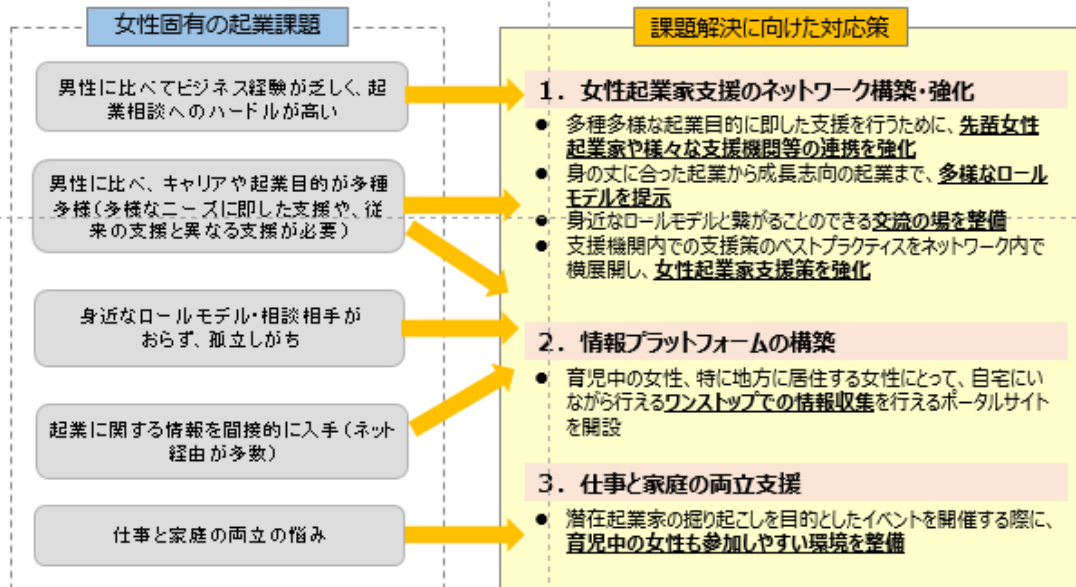 女性固有の起業課題
男性に比べてビジネス経験が乏しく、起
業相談へのハードルが高い
男性に比べ、キャリアや起業目的が多種
多様（多様なニーズに即した支援や、従
来の支援と異なる支援が必要）
身近なロールモデル・相談相手が
おらず、孤立しがち
起業に関する情報を間接的に入手（ネット
経由が多数）
仕事と家庭の両立の悩み
課題解決に向けた対応策
１．女性起業家支援のネットワーク構築・強化
● 多種多様な起業目的に即した支援を行うために、先輩女性
起業家や様々な支援機関等の連携を強化
● 身の丈に合った起業から成長志向の起業まで、多様なロール
モデルを提示
● 身近なロールモデルと繋がることのできる交流の場を整備
● 支援機関内での支援策のベストプラクティスをネットワーク内で
横展開し、女性起業家支援策を強化
２．情報プラットフォームの構築
● 育児中の女性、特に地方に居住する女性にとって、自宅にい
ながら行えるワンストップでの情報収集を行えるポータルサイト
を開設
３．仕事と家庭の両立支援
● 潜在起業家の掘り起こしを目的としたイベントを開催する際に、
育児中の女性も参加しやすい環境を整備